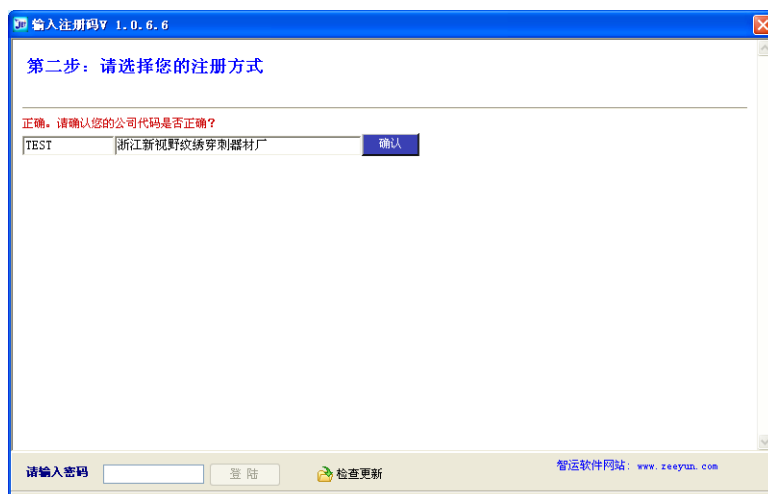 输入注册码V 1.0.6.6
第二步：请选择您的注册方式
正确。请确认您的公司代码是否正确?
TEST 浙江新视野纹绣穿刺器材厂 确认
请输入密码 登 陆 检查更新 智运软件网站: www.zeeyun.com